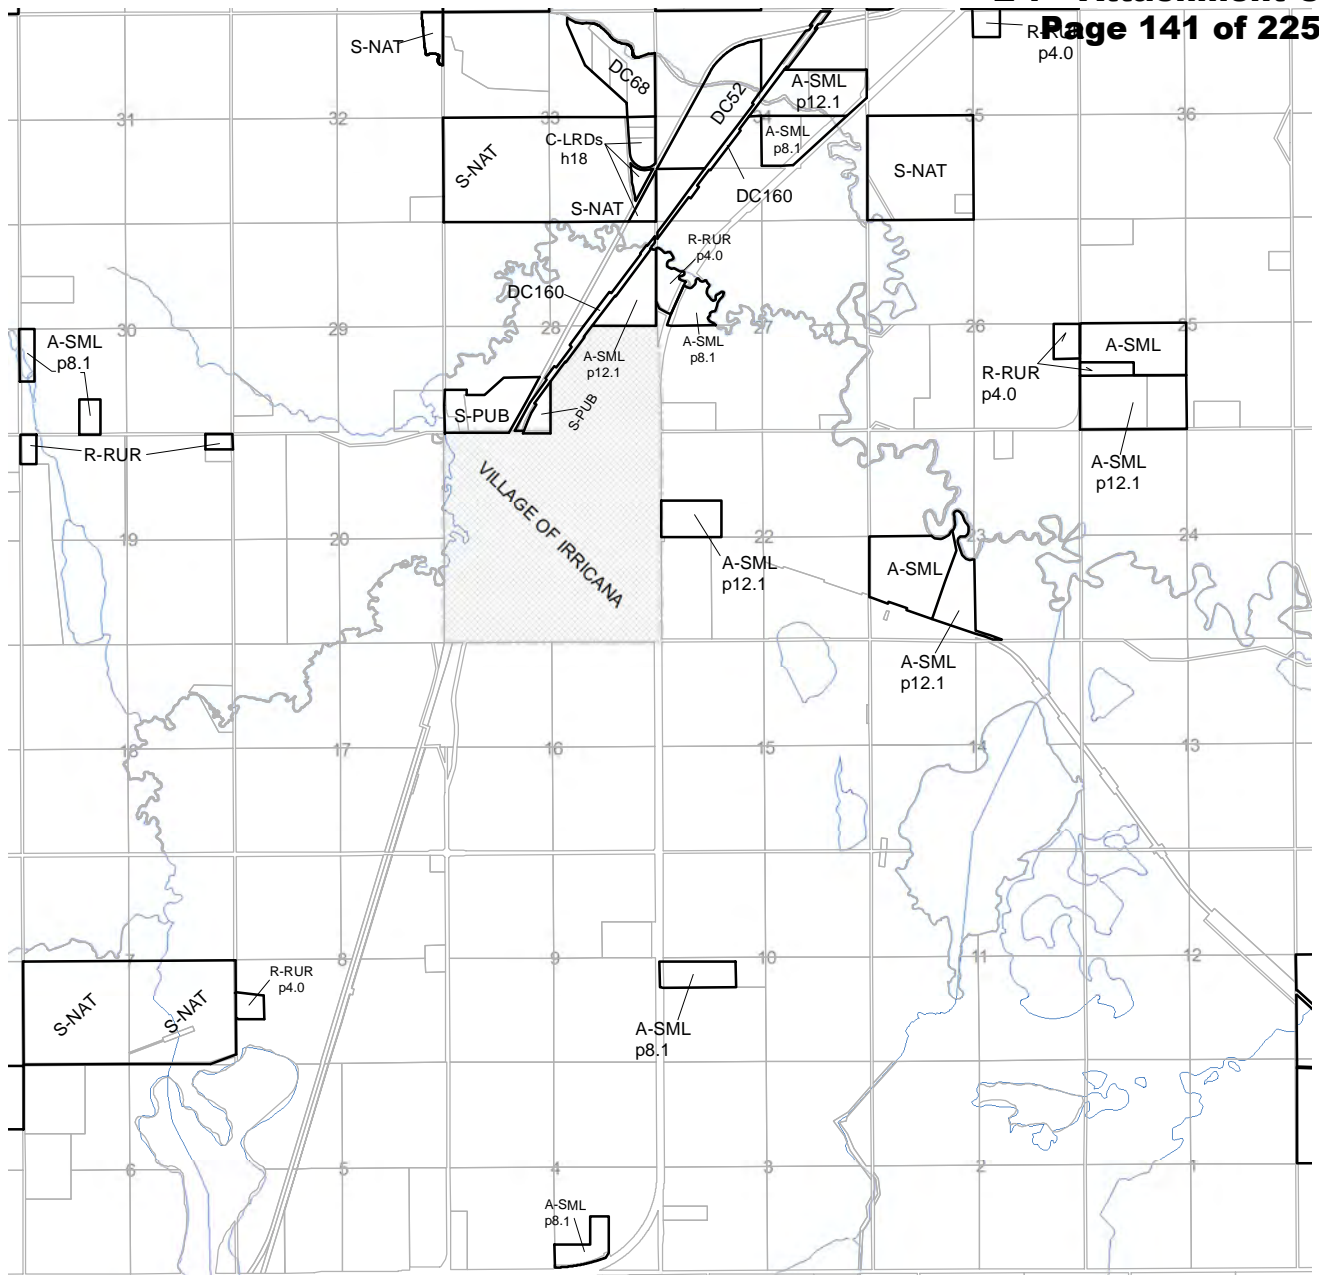 Page 141 of 225
S-NAT
R-RUR
p4.0
DC68
DC52
A-SML
p12.1
31
32
33
34
35
36
C-LRDs
h18
A-SML
p8.1
S-NAT
S-NAT
S-NAT
DC160
R-RUR
p4.0
DC160
30
29
28
27
26
25
A-SML
p8.1
A-SML
p12.1
A-SML
p8.1
A-SML
R-RUR
p4.0
S-PUB
S-PUB
R-RUR
A-SML
p12.1
VILLAGE OF IRRICANA
19
20
22
23
24
A-SML
p12.1
A-SML
A-SML
p12.1
18
17
16
15
14
13
7
8
9
10
11
12
S-NAT
S-NAT
R-RUR
p4.0
A-SML
p8.1
6
5
4
3
2
1
A-SML
p8.1